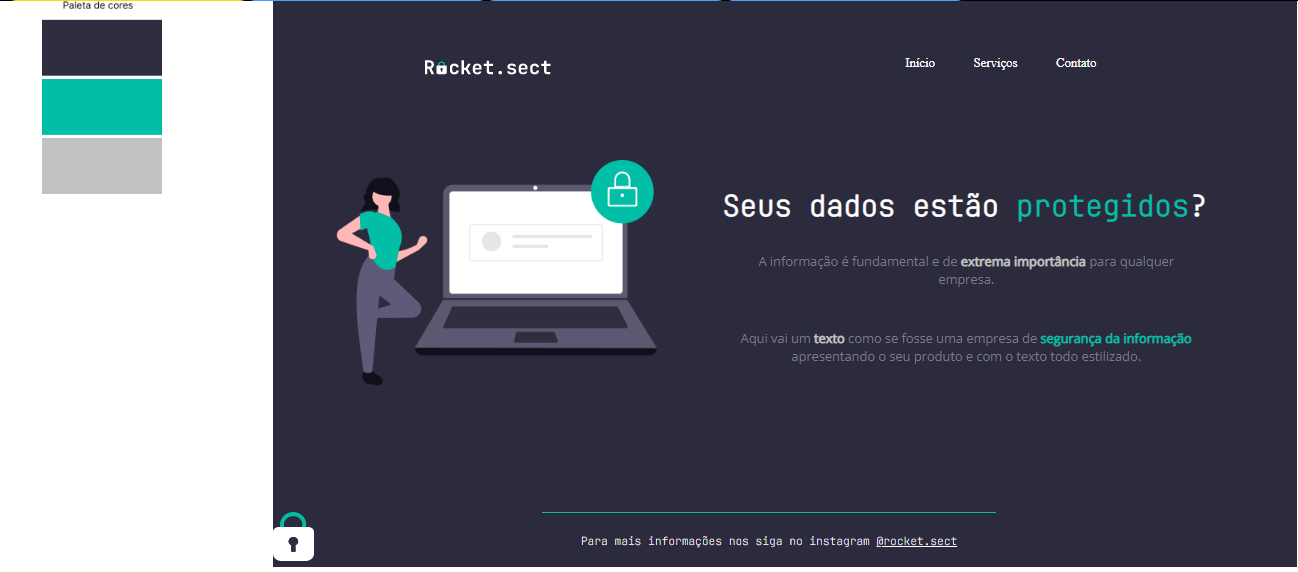 Paleta de cores
Rocket.sect
Início Serviços Contato
Seus dados estão protegidos?
A informação é fundamental e de extrema importância para qualquer
empresa.
Aqui vai um texto como se fosse uma empresa de segurança da informação
apresentando o seu produto e com o texto todo estilizado.
Para mais informações nos siga no instagram @rocket.sect